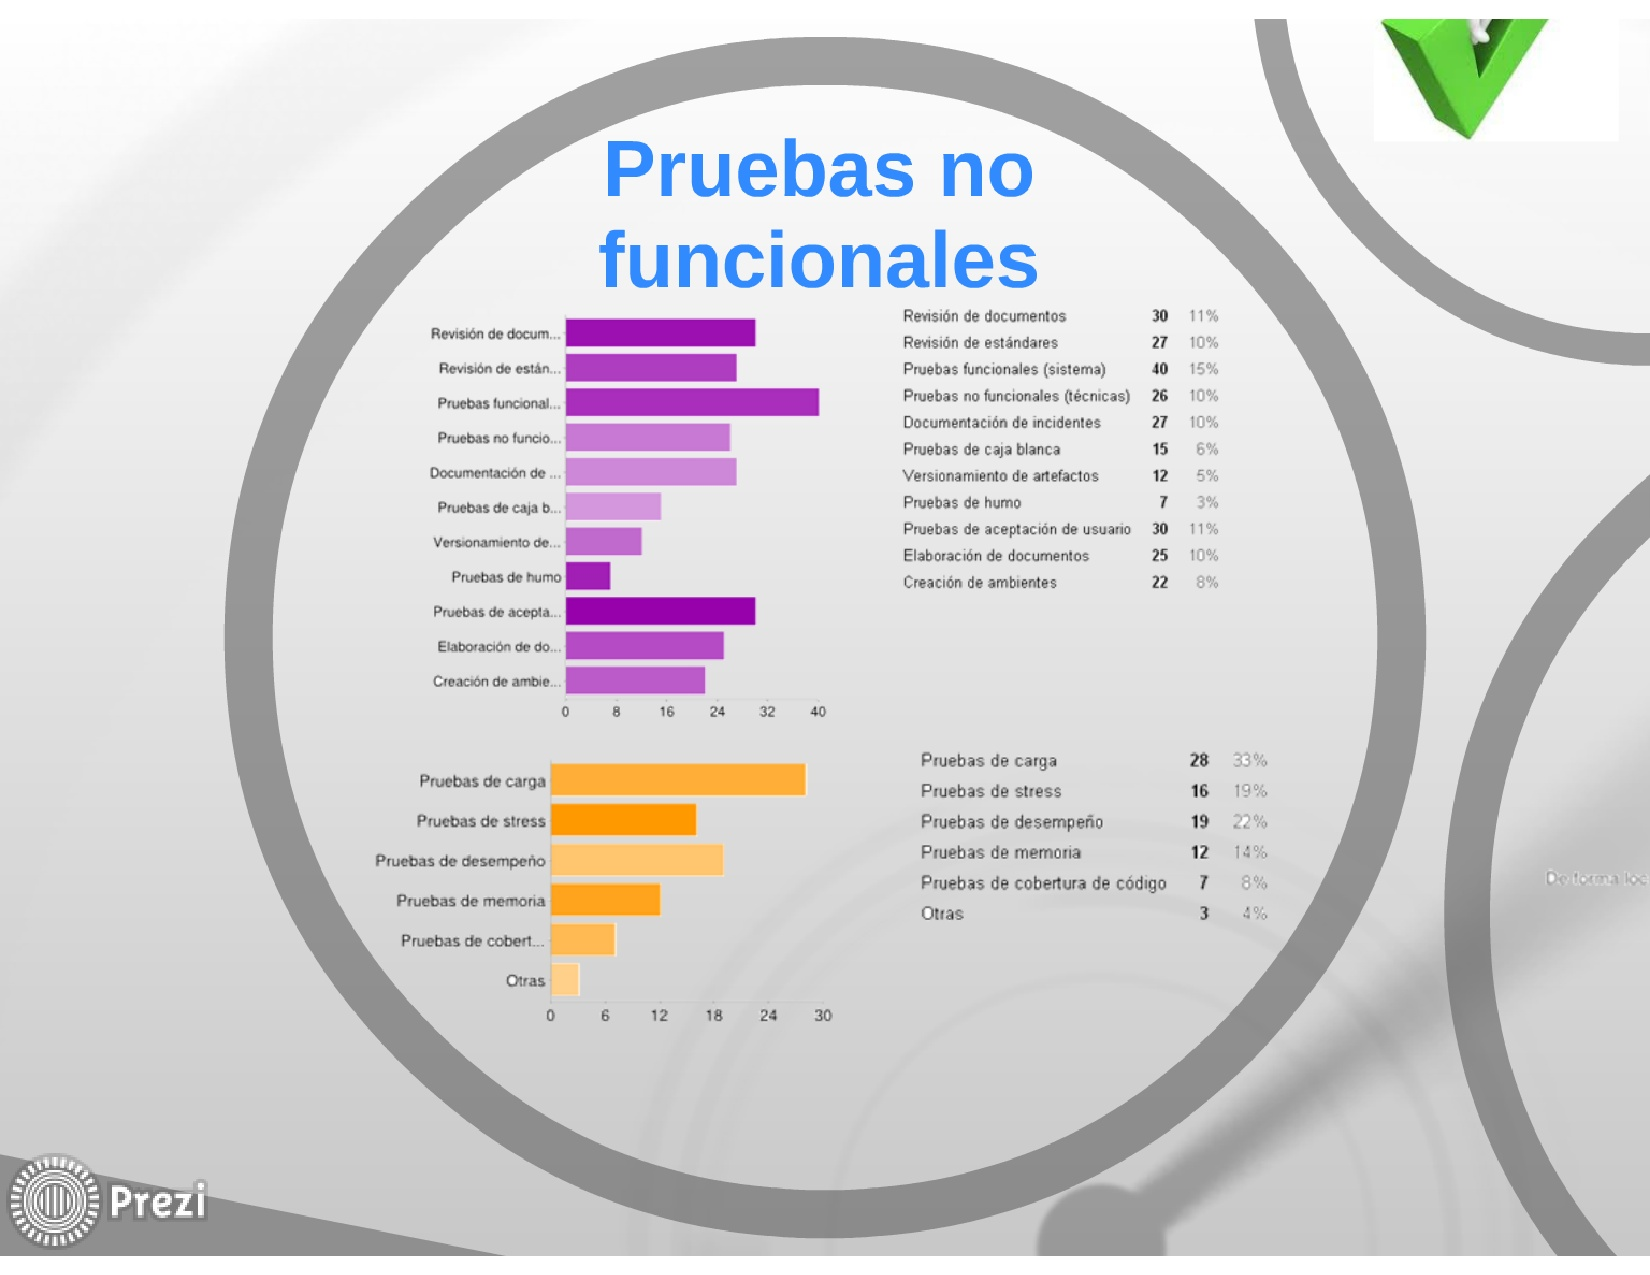 Pruebas no
funcionales
Revisión de docum...
Revisión de están...
Pruebas funcional...
Pruebas no funcio...
Documentación de ...
Pruebas de caja b...
Versionamiento de...
Pruebas de humo
Pruebas de acepta...
Elaboración de do...
Creación de ambie...
0 8 16 24 32 40
Revisión de documentos 30 11%
Revisión de estándares 27 10%
Pruebas funcionales (sistema) 40 15%
Pruebas no funcionales (técnicas) 26 10%
Documentación de incidentes 27 10%
Pruebas de caja blanca 15 6%
Versionamiento de artefactos 12 5%
Pruebas de humo 7 3%
Pruebas de aceptación de usuario 30 11%
Elaboración de documentos 25 10%
Creación de ambientes 22 8%
Pruebas de carga
Pruebas de stress
Pruebas de desempeño
Pruebas de memoria
Pruebas de cobert...
Otras
0 6 12 18 24 30
Pruebas de carga 28 33%
Pruebas de stress 16 19%
Pruebas de desempeño 19 22%
Pruebas de memoria 12 14%
Pruebas de cobertura de código 7 8%
Otras 3 4%
De forma loc
Prezi